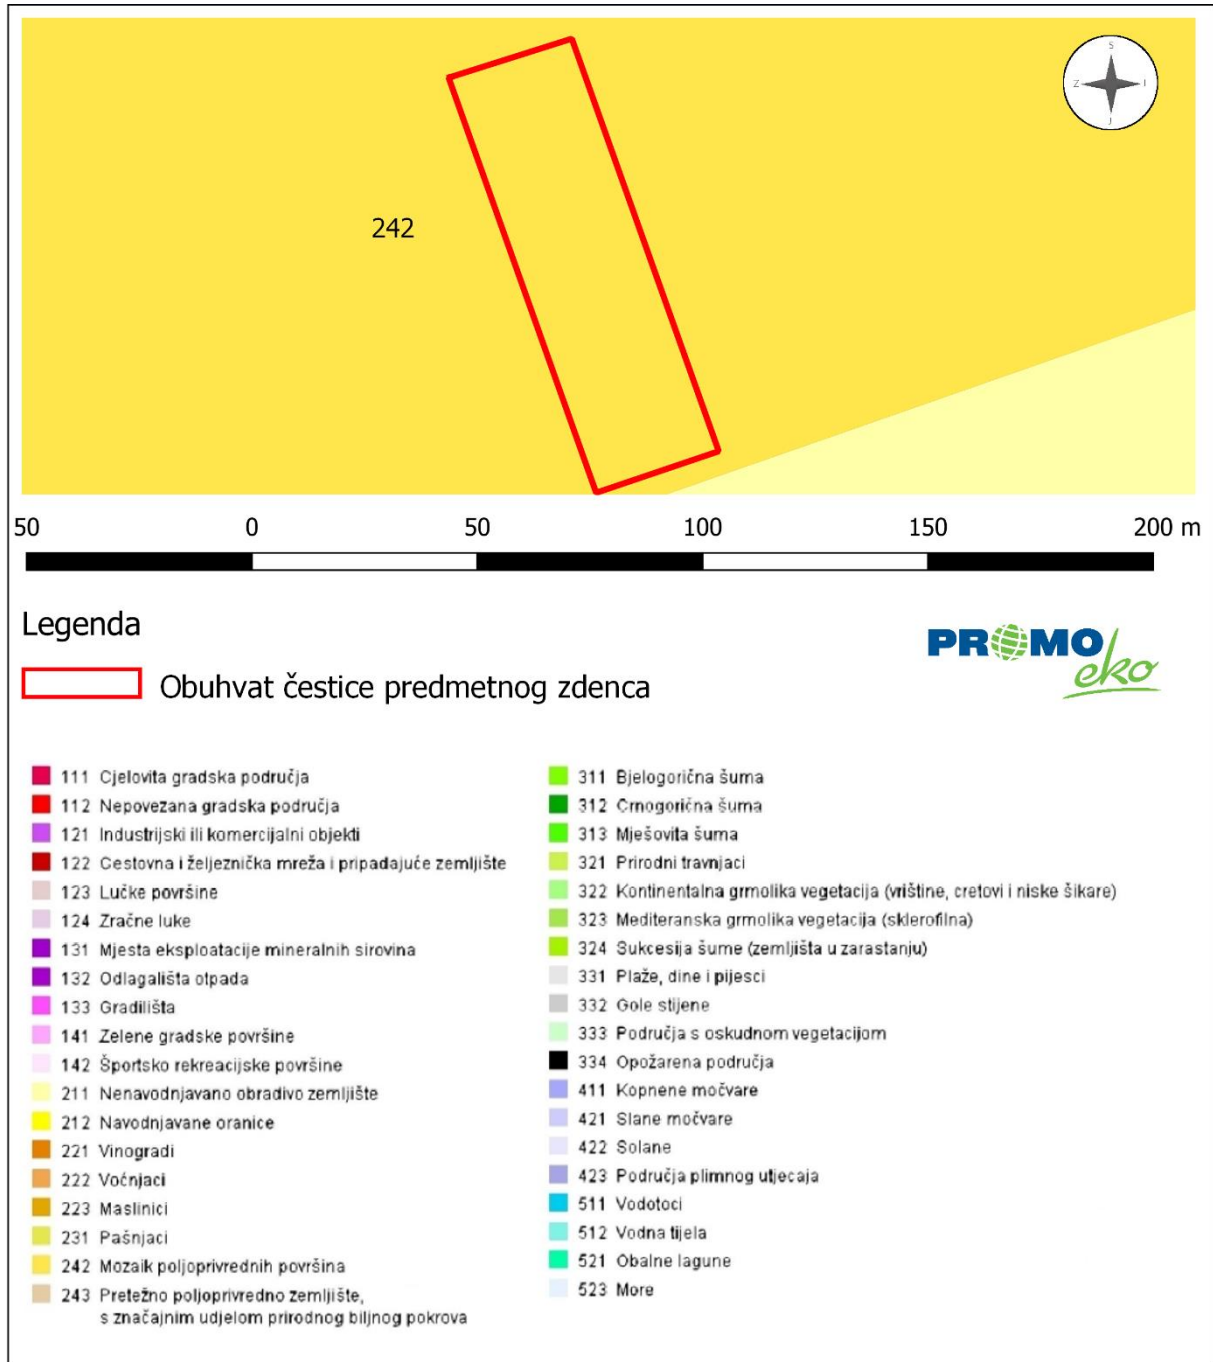 S
Z I
J
242
50 0 50 100 150 200 m
Legenda
PROMO
eko
Obuhvat čestice predmetnog zdenca
111 Cjelovita gradska područja
112 Nepovezana gradska područja
121 Industrijski ili komercijalni objekti
122 Cestovna i željeznička mreža i pripadajuće zemljište
123 Lučke površine
124 Zračne luke
131 Mjesta eksploatacije mineralnih sirovina
132 Odlagališta otpada
133 Gradilišta
141 Zelene gradske površine
142 Športsko rekreacijske površine
211 Nenavodnjavano obradivo zemljište
212 Navodnjavane oranice
221 Vinogradi
222 Voćnjaci
223 Maslinici
231 Pašnjaci
242 Mozaik poljoprivrednih površina
243 Pretežno poljoprivredno zemljište,
s značajnim udjelom prirodnog biljnog pokrova
311 Bjelogorična šuma
312 Crnogorična šuma
313 Mješovita šuma
321 Prirodni travnjaci
322 Kontinentalna grmolika vegetacija (vrištine, cretovi i niske šikare)
323 Mediteranska grmolika vegetacija (sklerofilna)
324 Sukcesija šume (zemljišta u zarastanju)
331 Plaže, dine i pijesci
332 Gole stijene
333 Područja s oskudnom vegetacijom
334 Opožarena područja
411 Kopnene močvare
421 Slane močvare
422 Solane
423 Područja plimnog utjecaja
511 Vodotoci
512 Vodna tijela
521 Obalne lagune
523 More